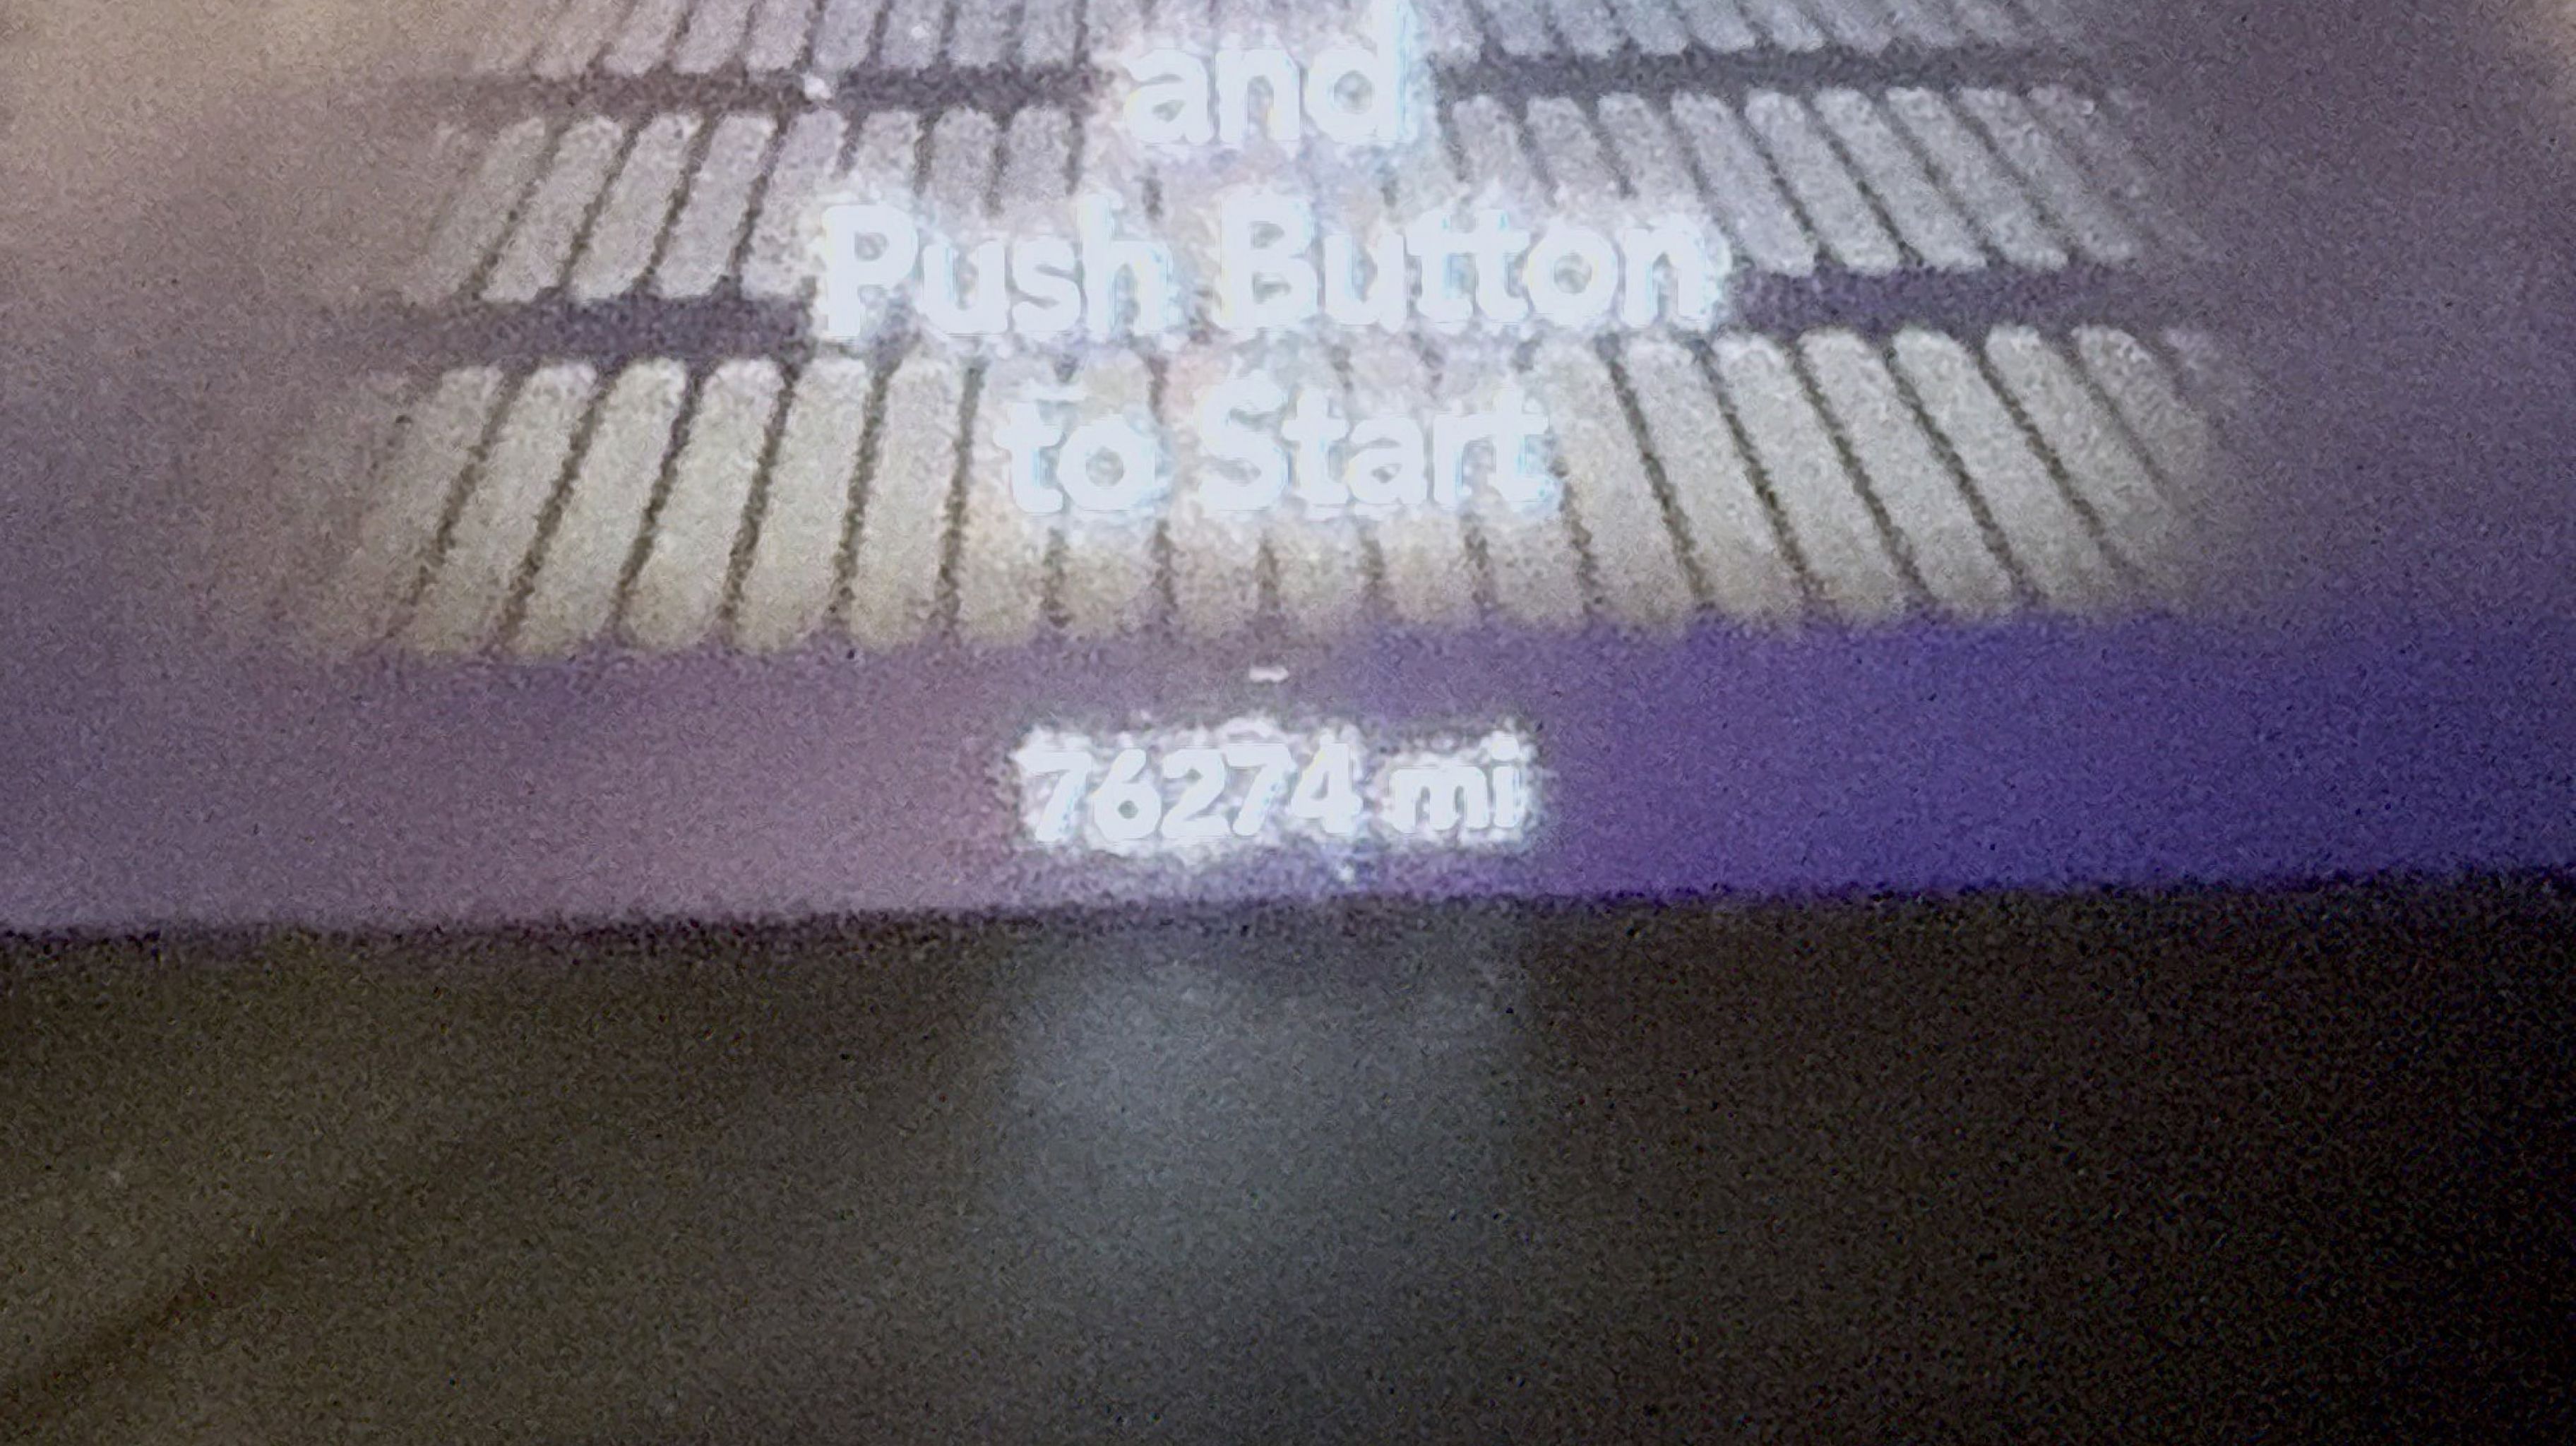 and
Push Button
to Start
76274 mi